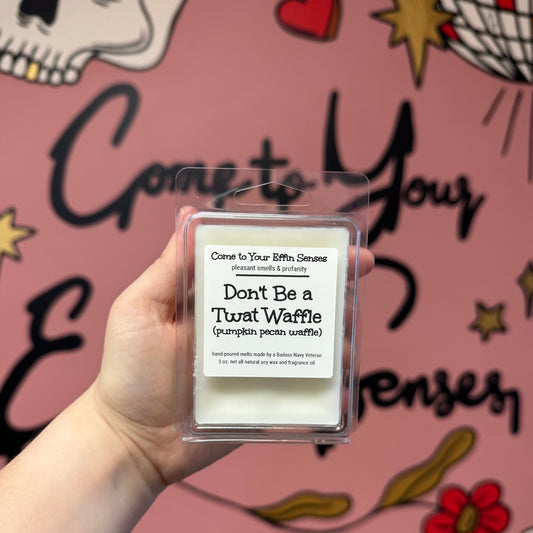 Come to Your
Senses,
Come to Your Effin Senses
pleasant smells & profanity
Don't Be a
Twat Waffle
(pumpkin pecan waffle)
hand-poured melts made by a Badass Navy Veteran
3 oz. net all natural soy wax and fragrance oil